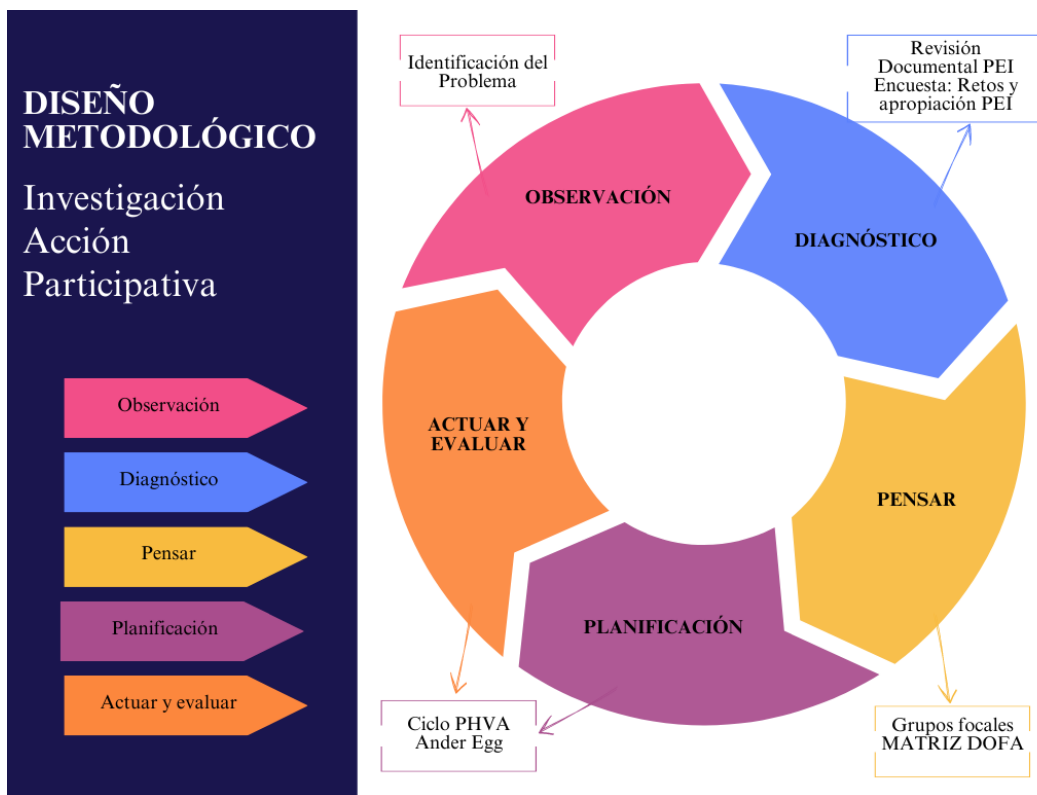 DISEÑO
METODOLÓGICO
Investigación
Acción
Participativa
Observación
Diagnóstico
Pensar
Planificación
Actuar y evaluar
Identificación del
Problema
Revisión
Documental PEI
Encuesta: Retos y
apropiación PEI
OBSERVACIÓN
DIAGNÓSTICO
ACTUAR Y
EVALUAR
PENSAR
PLANIFICACIÓN
Ciclo PHVA
Ander Egg
Grupos focales
MATRIZ DOFA